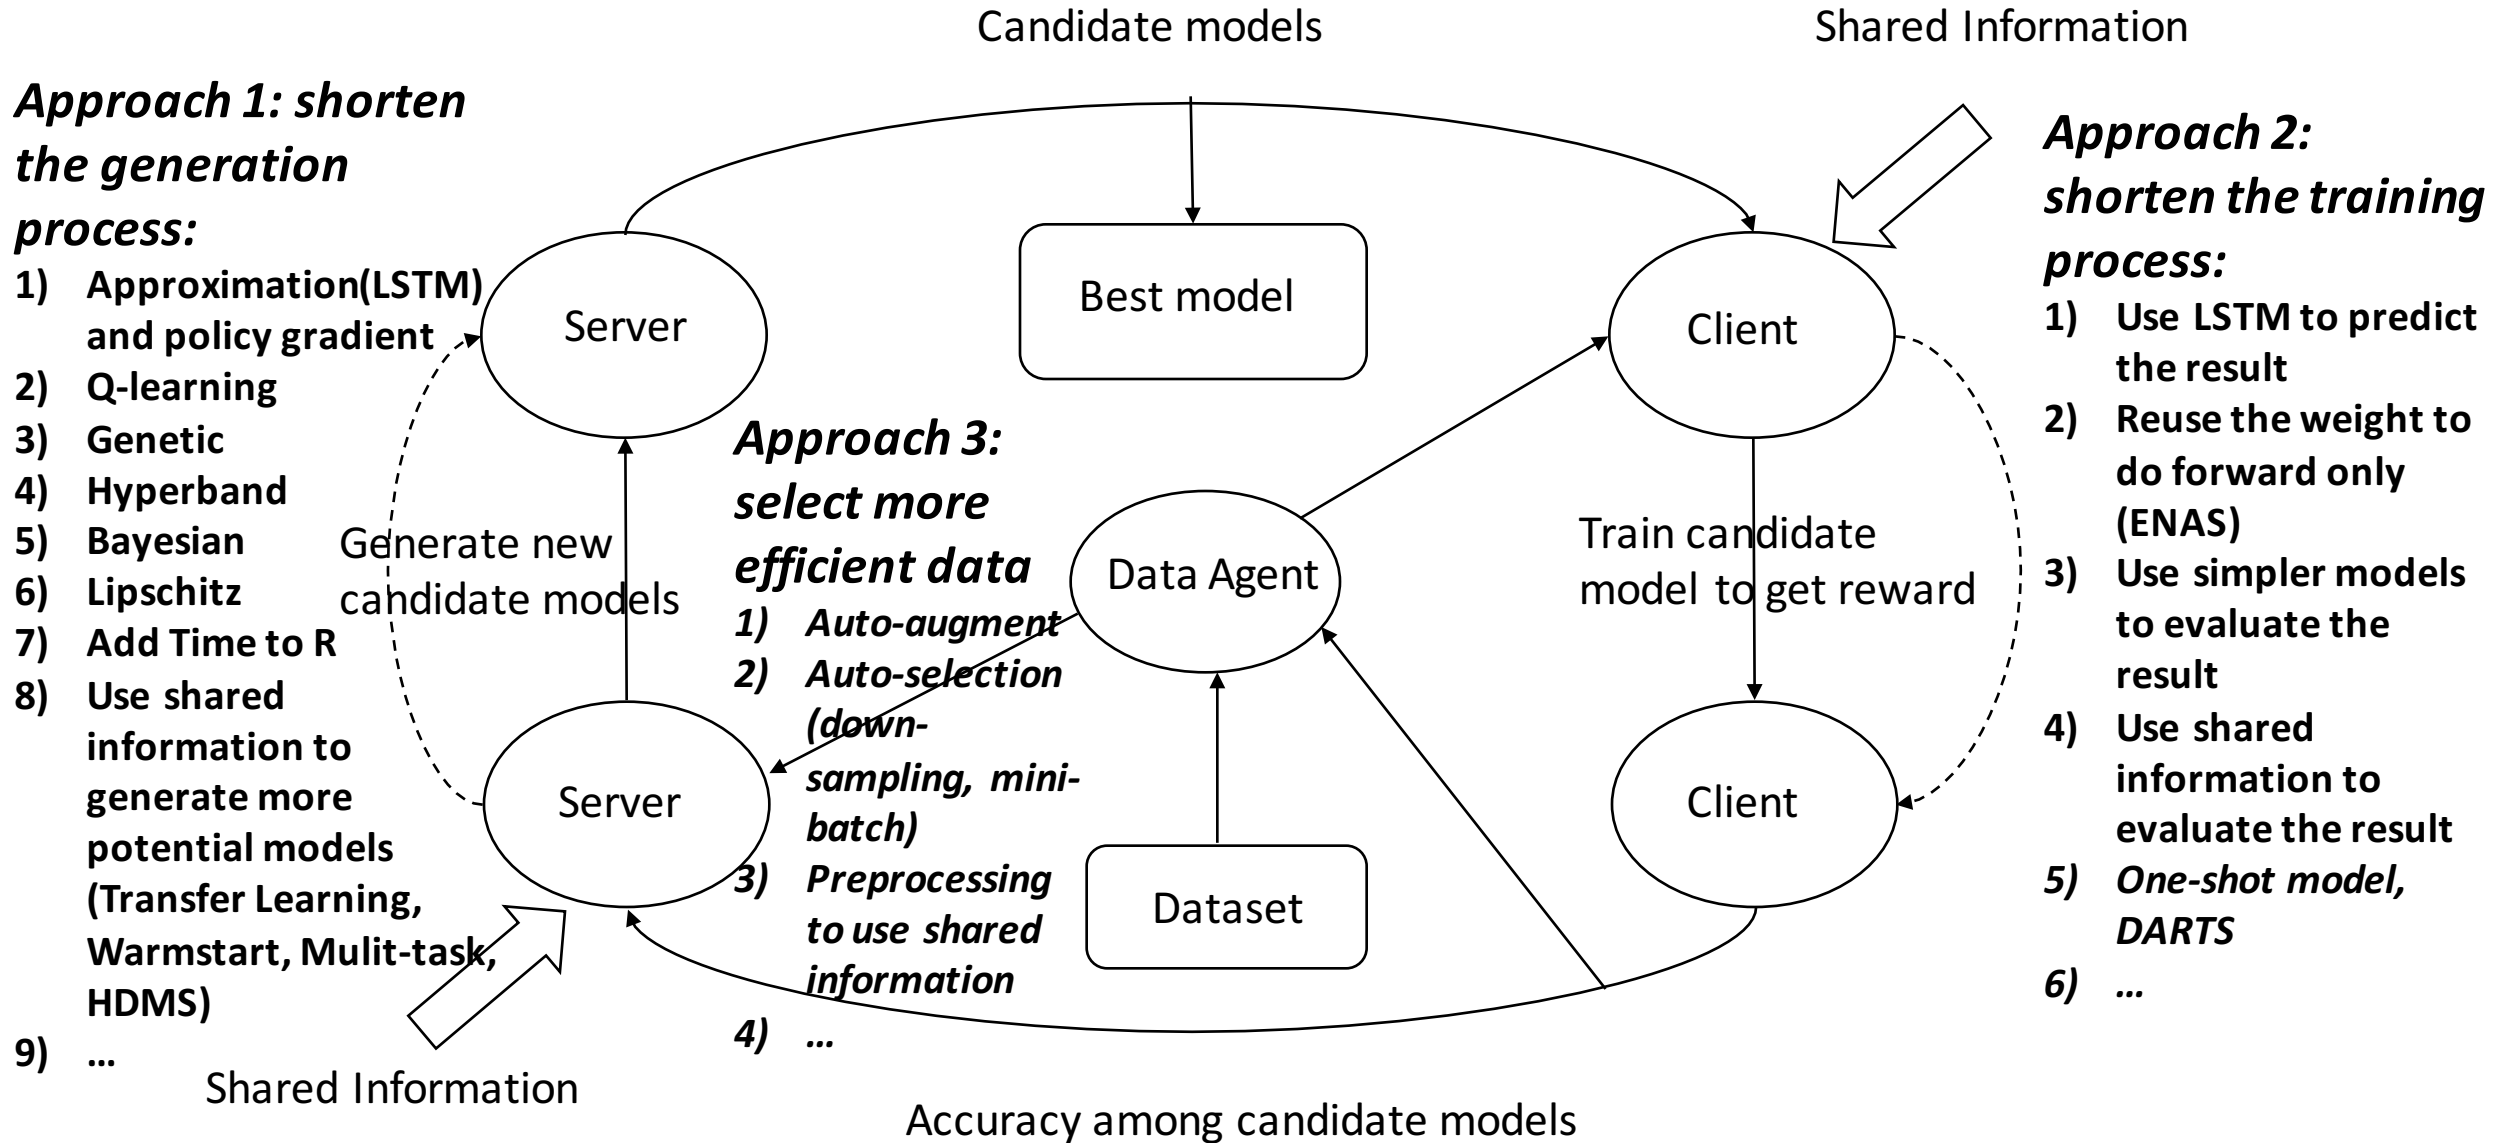 Candidate models
Shared Information
Approach 1: shorten
the generation
process:
1) Approximation(LSTM)
and policy gradient
2) Q-learning
3) Genetic
4) Hyperband
5) Bayesian
6) Lipschitz
7) Add Time to R
8) Use shared
information to
generate more
potential models
(Transfer Learning,
Warmstart, Mulit-task,
HDMS)
9) ...
Shared Information
Server
Generate new
candidate models
Server
Best model
Approach 3:
select more
efficient data
1) Auto-augment
2) Auto-selection
(down-
sampling, mini-
batch)
3) Preprocessing
to use shared
information
4) ...
Data Agent
Dataset
Client
Train candidate
model to get reward
Client
Approach 2:
shorten the training
process:
1) Use LSTM to predict
the result
2) Reuse the weight to
do forward only
(ENAS)
3) Use simpler models
to evaluate the
result
4) Use shared
information to
evaluate the result
5) One-shot model,
DARTS
6) ...
Accuracy among candidate models